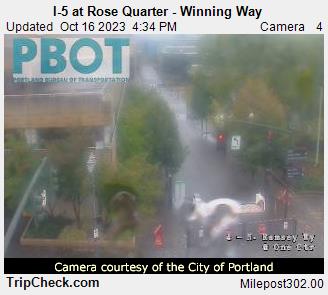 I-5 at Rose Quarter - Winning Way
Updated Oct 16 2023 4:34 PM Camera 4
PBOT
PORTLAND BUREAU OF TRANSPORTATION
Camera courtesy of the City of Portland
TripCheck.com Milepost302.00